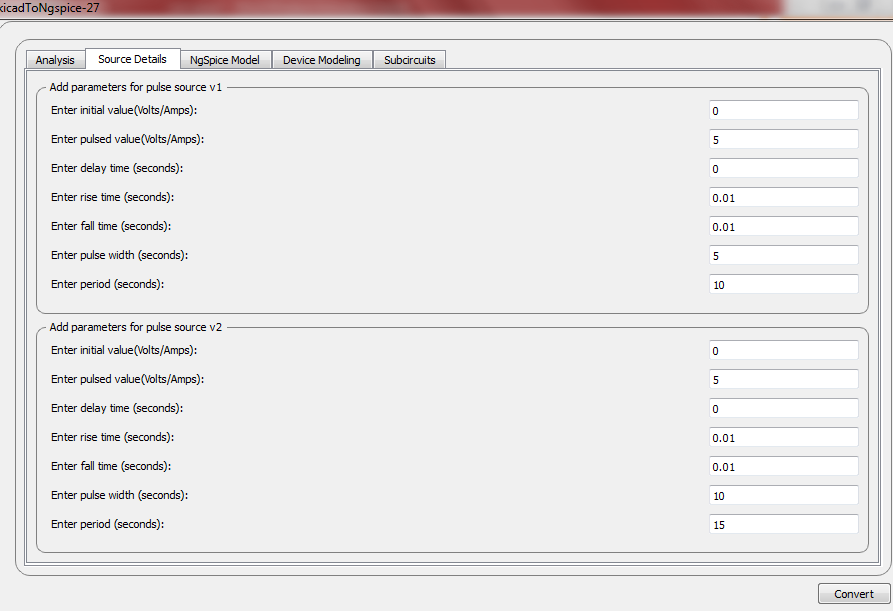 kicadToNgspice-27
Analysis Source Details NgSpice Model Device Modeling Subcircuits
Add parameters for pulse source v1
Enter initial value(Volts/Amps): 0
Enter pulsed value(Volts/Amps): 5
Enter delay time (seconds): 0
Enter rise time (seconds): 0.01
Enter fall time (seconds): 0.01
Enter pulse width (seconds): 5
Enter period (seconds): 10
Add parameters for pulse source v2
Enter initial value(Volts/Amps): 0
Enter pulsed value(Volts/Amps): 5
Enter delay time (seconds): 0
Enter rise time (seconds): 0.01
Enter fall time (seconds): 0.01
Enter pulse width (seconds): 10
Enter period (seconds): 15
Convert